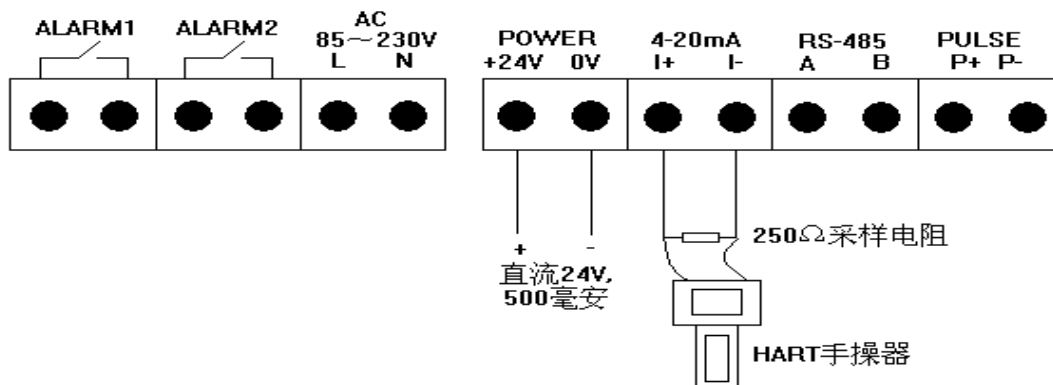 ALARM1
ALARM2
AC
85～230V
L N
POWER
+24V 0V
4-20mA
I+ I-
RS-485
A B
PULSE
P+ P-
+ -
直流24V,
500毫安
250Ω采样电阻
HART手操器